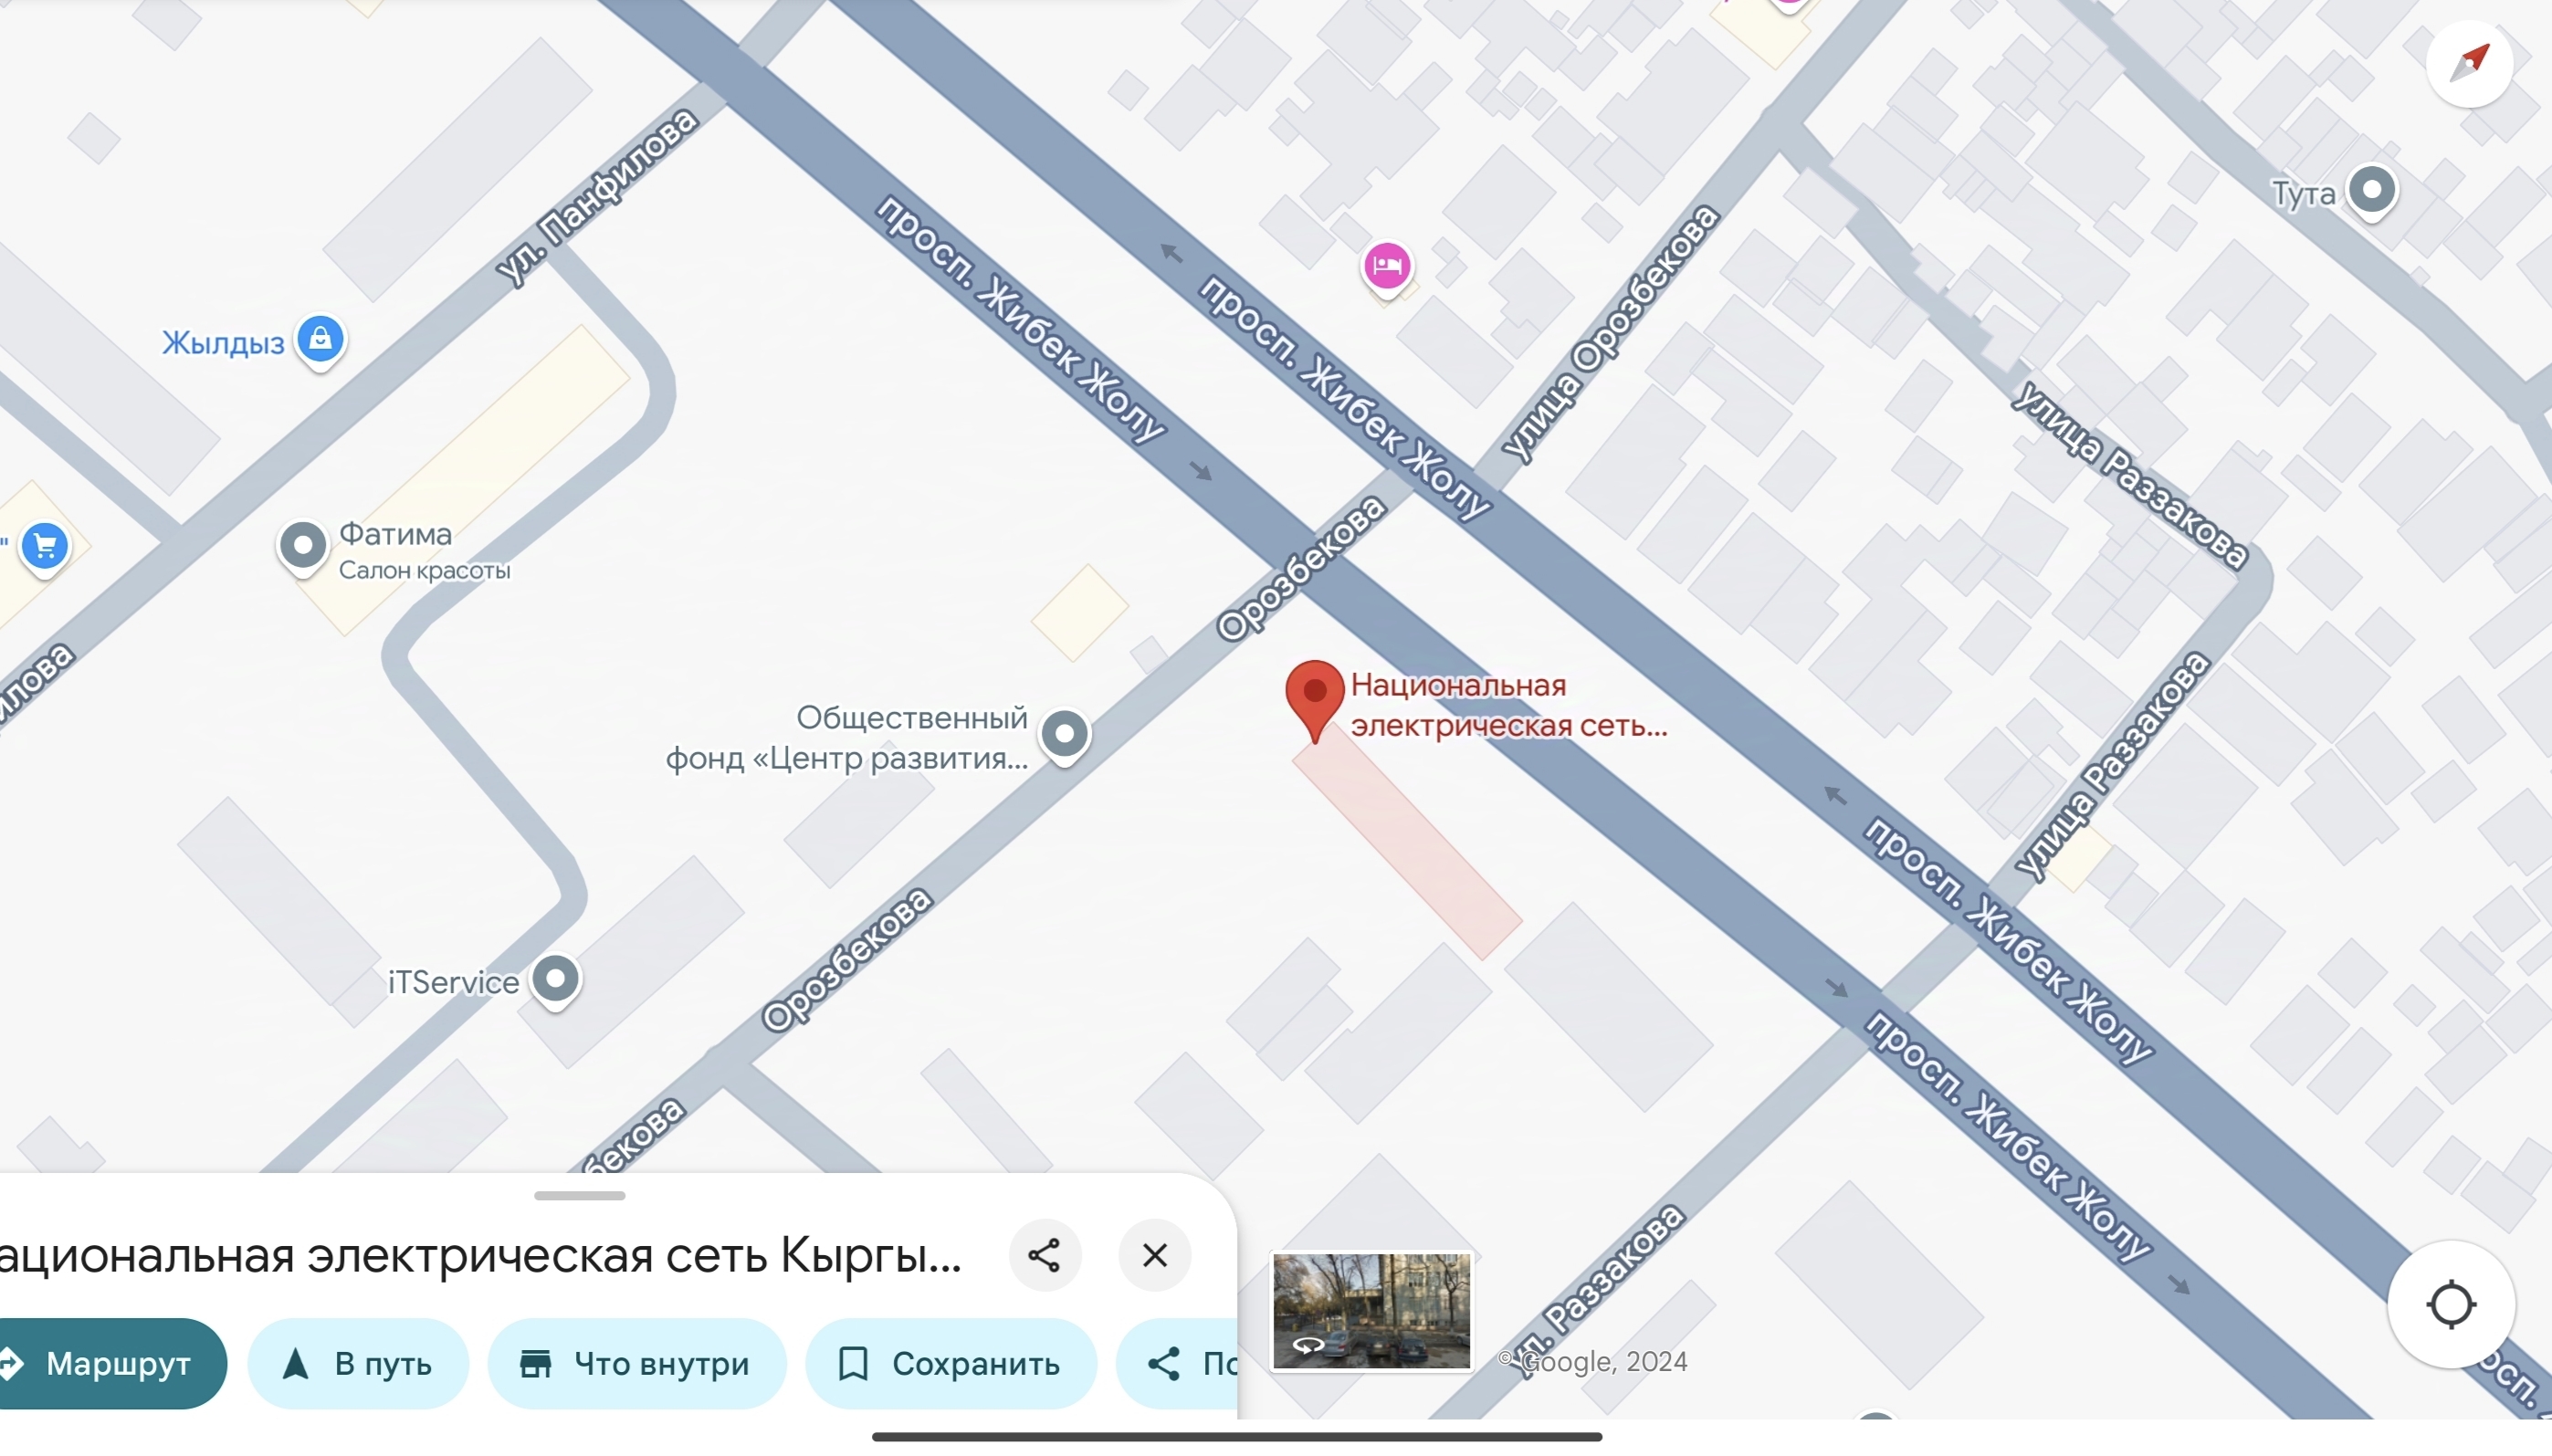 ул. Панфилова
просп. Жибек Жолу
просп. Жибек Жолу
улица Орозбекова
Тута
Жылдыз
улица Раззакова
Фатима
Салон красоты
"
Орозбекова
илова
Национальная
электрическая сеть...
Общественный
фонд «Центр развития...
улица Раззакова
просп. Жибек Жолу
Орозбекова
iTService
просп. Жибек Жолу
бекова
ул. Раззакова
осп.
ациональная электрическая сеть Кыргы...
Маршрут
В путь
Что внутри
Сохранить
По
© Google, 2024